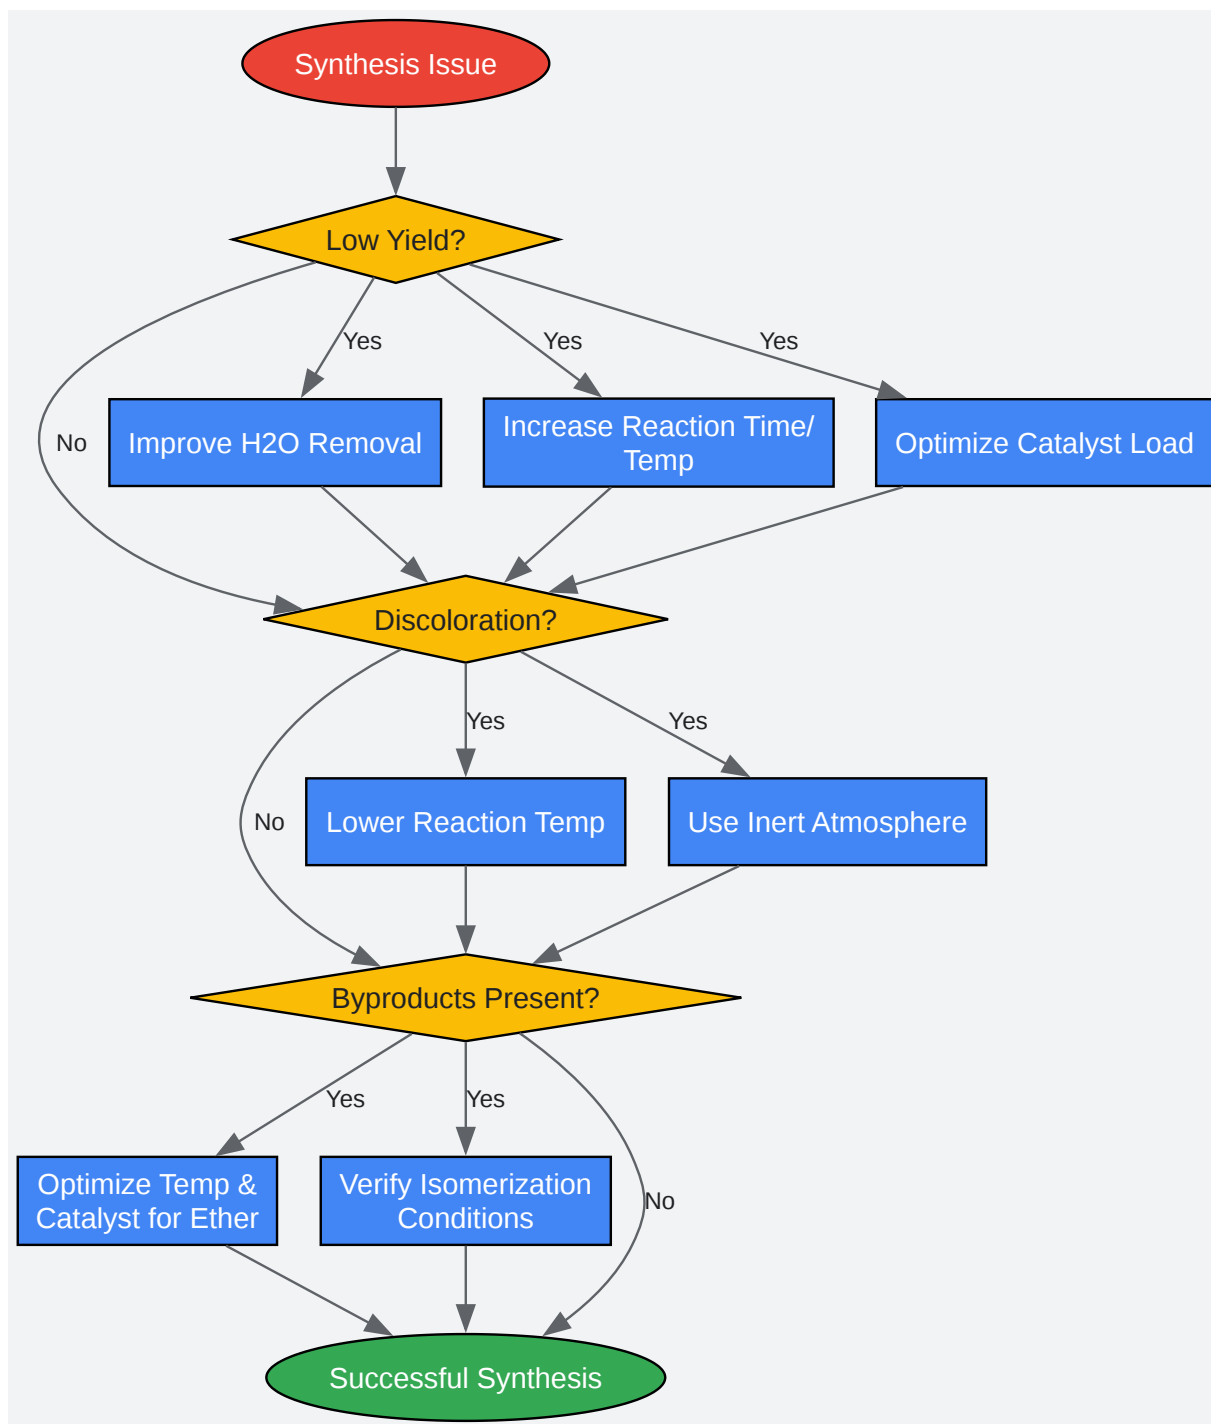 Synthesis Issue
Low Yield?
Yes
Yes
Yes
No
Improve H2O Removal
Increase Reaction Time/
Temp
Optimize Catalyst Load
Discoloration?
Yes
Yes
No
Lower Reaction Temp
Use Inert Atmosphere
Byproducts Present?
Yes
Yes
No
Optimize Temp &
Catalyst for Ether
Verify Isomerization
Conditions
Successful Synthesis